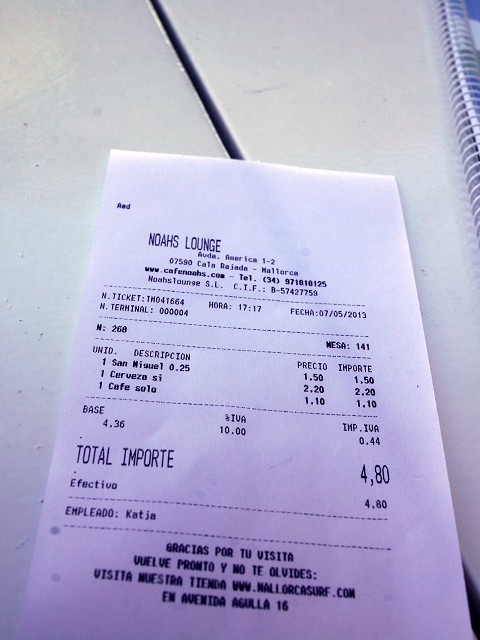 Aad
NOAHS LOUNGE
Avda. America 1-2
07590 Cala Rajada - Mallorca
www.cafenoahs.com - Tel. (34) 971818125
Noahslounge S.L. C.I.F.: B-57427759
N.TICKET:TM041664 HORA: 17:17 FECHA:07/05/2013
N.TERMINAL: 000004
N: 260 MESA: 141
UNID. DESCRIPCION PRECIO IMPORTE
1 San Miguel 0.25 1,50 1,50
1 Cerveza si 2,20 2,20
1 Cafe solo 1,10 1,10
BASE %IVA IMP.IVA
4.36 10.00 0.44
TOTAL IMPORTE 4,80
Efectivo 4.80
EMPLEADO: Katja
GRACIAS POR TU VISITA
VUELVE PRONTO Y NO TE OLVIDES:
VISITA NUESTRA TIENDA WWW.MALLORCASURF.COM
EN AVENIDA AGULLA 16